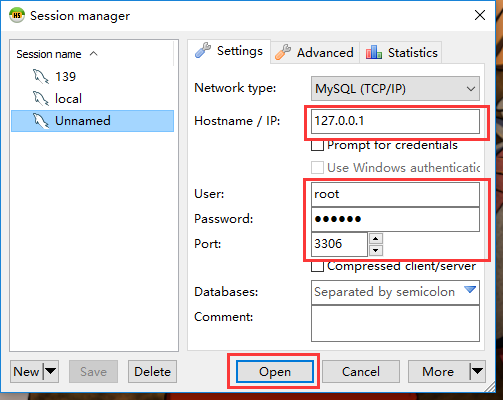 HS Session manager
Session name
139
local
Unnamed
Settings Advanced Statistics
Network type: MySQL (TCP/IP)
Hostname / IP: 127.0.0.1
Prompt for credentials
Use Windows authenticatic
User: root
Password: ●●●●●●
Port: 3306
Compressed client/server
Databases: Separated by semicolon
Comment:
New Save Delete Open Cancel More